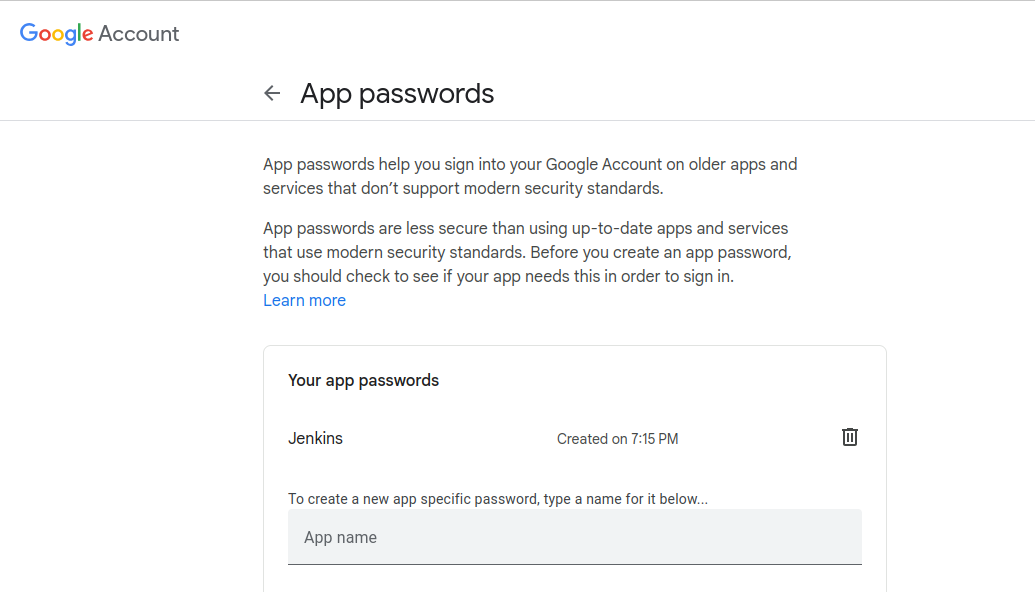 Google Account
App passwords
App passwords help you sign into your Google Account on older apps and
services that don’t support modern security standards.
App passwords are less secure than using up-to-date apps and services
that use modern security standards. Before you create an app password,
you should check to see if your app needs this in order to sign in.
Learn more
Your app passwords
Jenkins Created on 7:15 PM
To create a new app specific password, type a name for it below...
App name